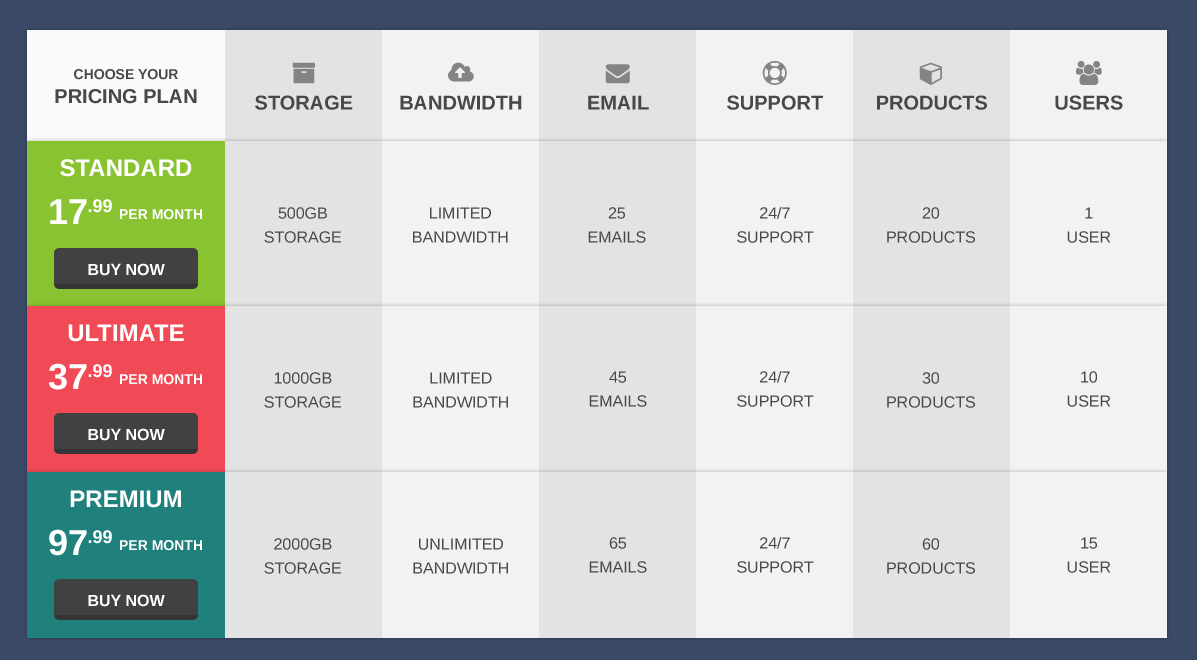 CHOOSE YOUR
PRICING PLAN
STORAGE
BANDWIDTH
EMAIL
SUPPORT
PRODUCTS
USERS
STANDARD
17.99 PER MONTH
BUY NOW
500GB
STORAGE
LIMITED
BANDWIDTH
25
EMAILS
24/7
SUPPORT
20
PRODUCTS
1
USER
ULTIMATE
37.99 PER MONTH
BUY NOW
1000GB
STORAGE
LIMITED
BANDWIDTH
45
EMAILS
24/7
SUPPORT
30
PRODUCTS
10
USER
PREMIUM
97.99 PER MONTH
BUY NOW
2000GB
STORAGE
UNLIMITED
BANDWIDTH
65
EMAILS
24/7
SUPPORT
60
PRODUCTS
15
USER